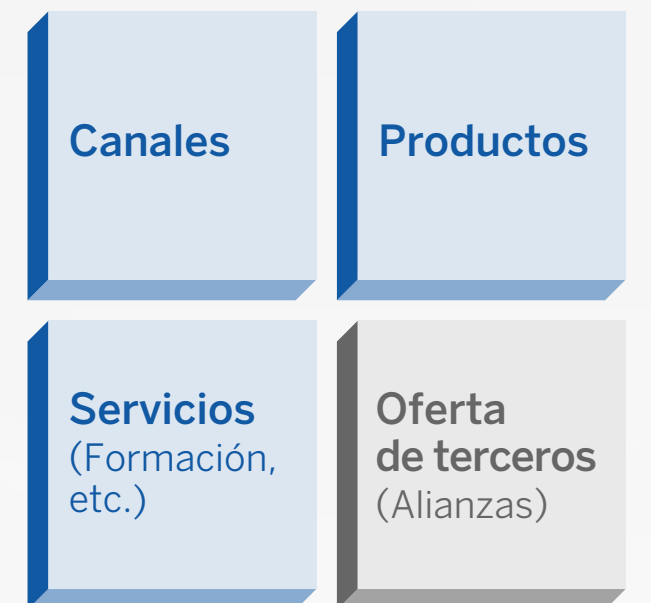 Canales
Productos
Servicios
(Formación,
etc.)
Oferta
de terceros
(Alianzas)